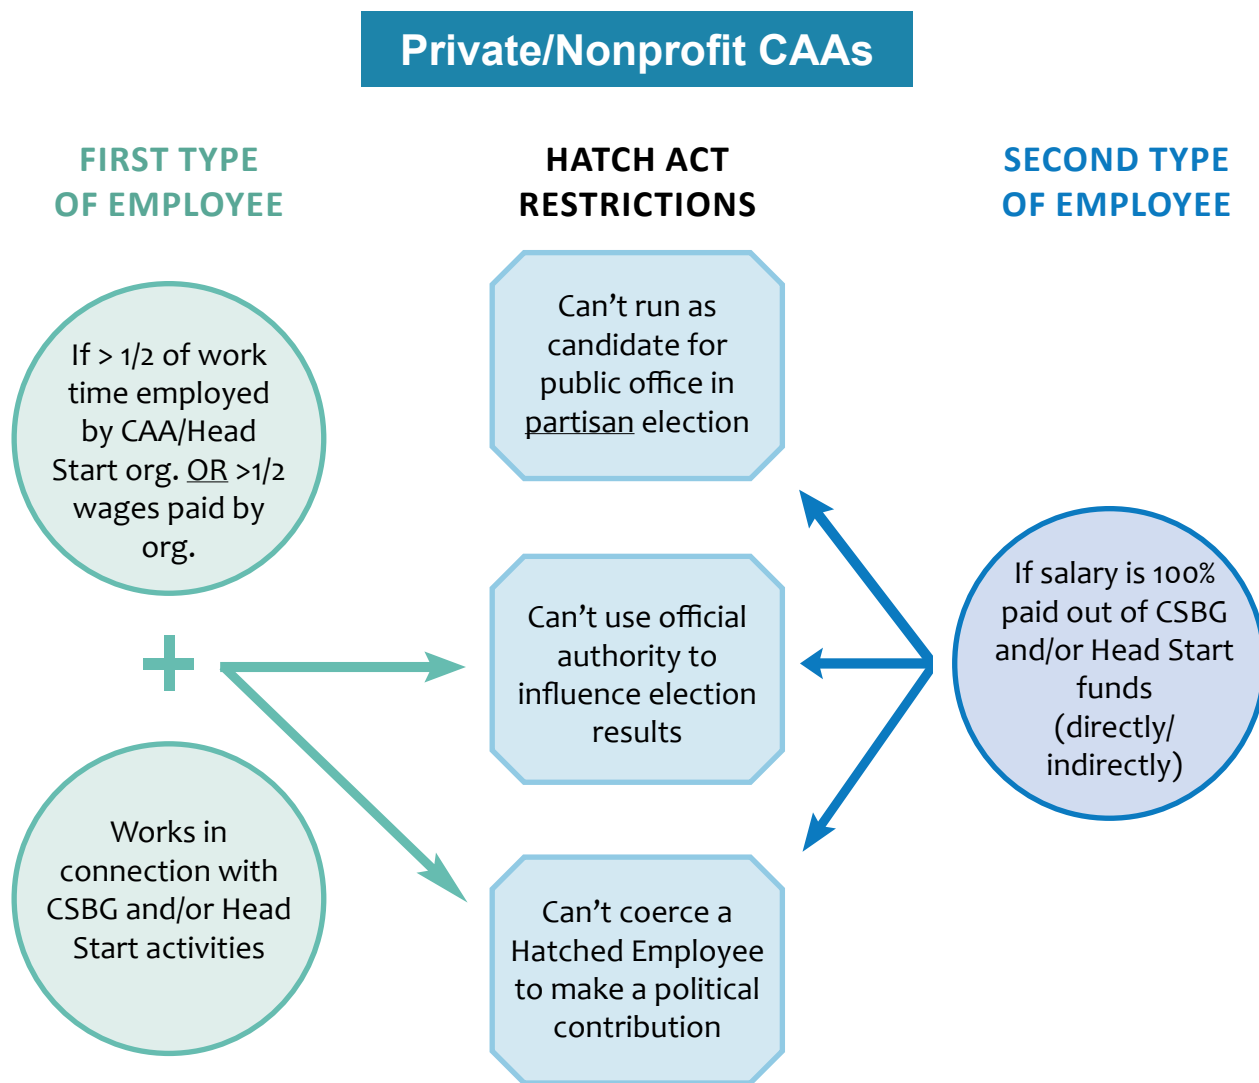 Private/Nonprofit CAAs
FIRST TYPE
OF EMPLOYEE
HATCH ACT
RESTRICTIONS
SECOND TYPE
OF EMPLOYEE
If > 1/2 of work
time employed
by CAA/Head
Start org. OR >1/2
wages paid by
org.
+
Works in
connection with
CSBG and/or Head
Start activities
Can’t run as
candidate for
public office in
partisan election
Can’t use official
authority to
influence election
results
Can’t coerce a
Hatched Employee
to make a political
contribution
If salary is 100%
paid out of CSBG
and/or Head Start
funds
(directly/
indirectly)